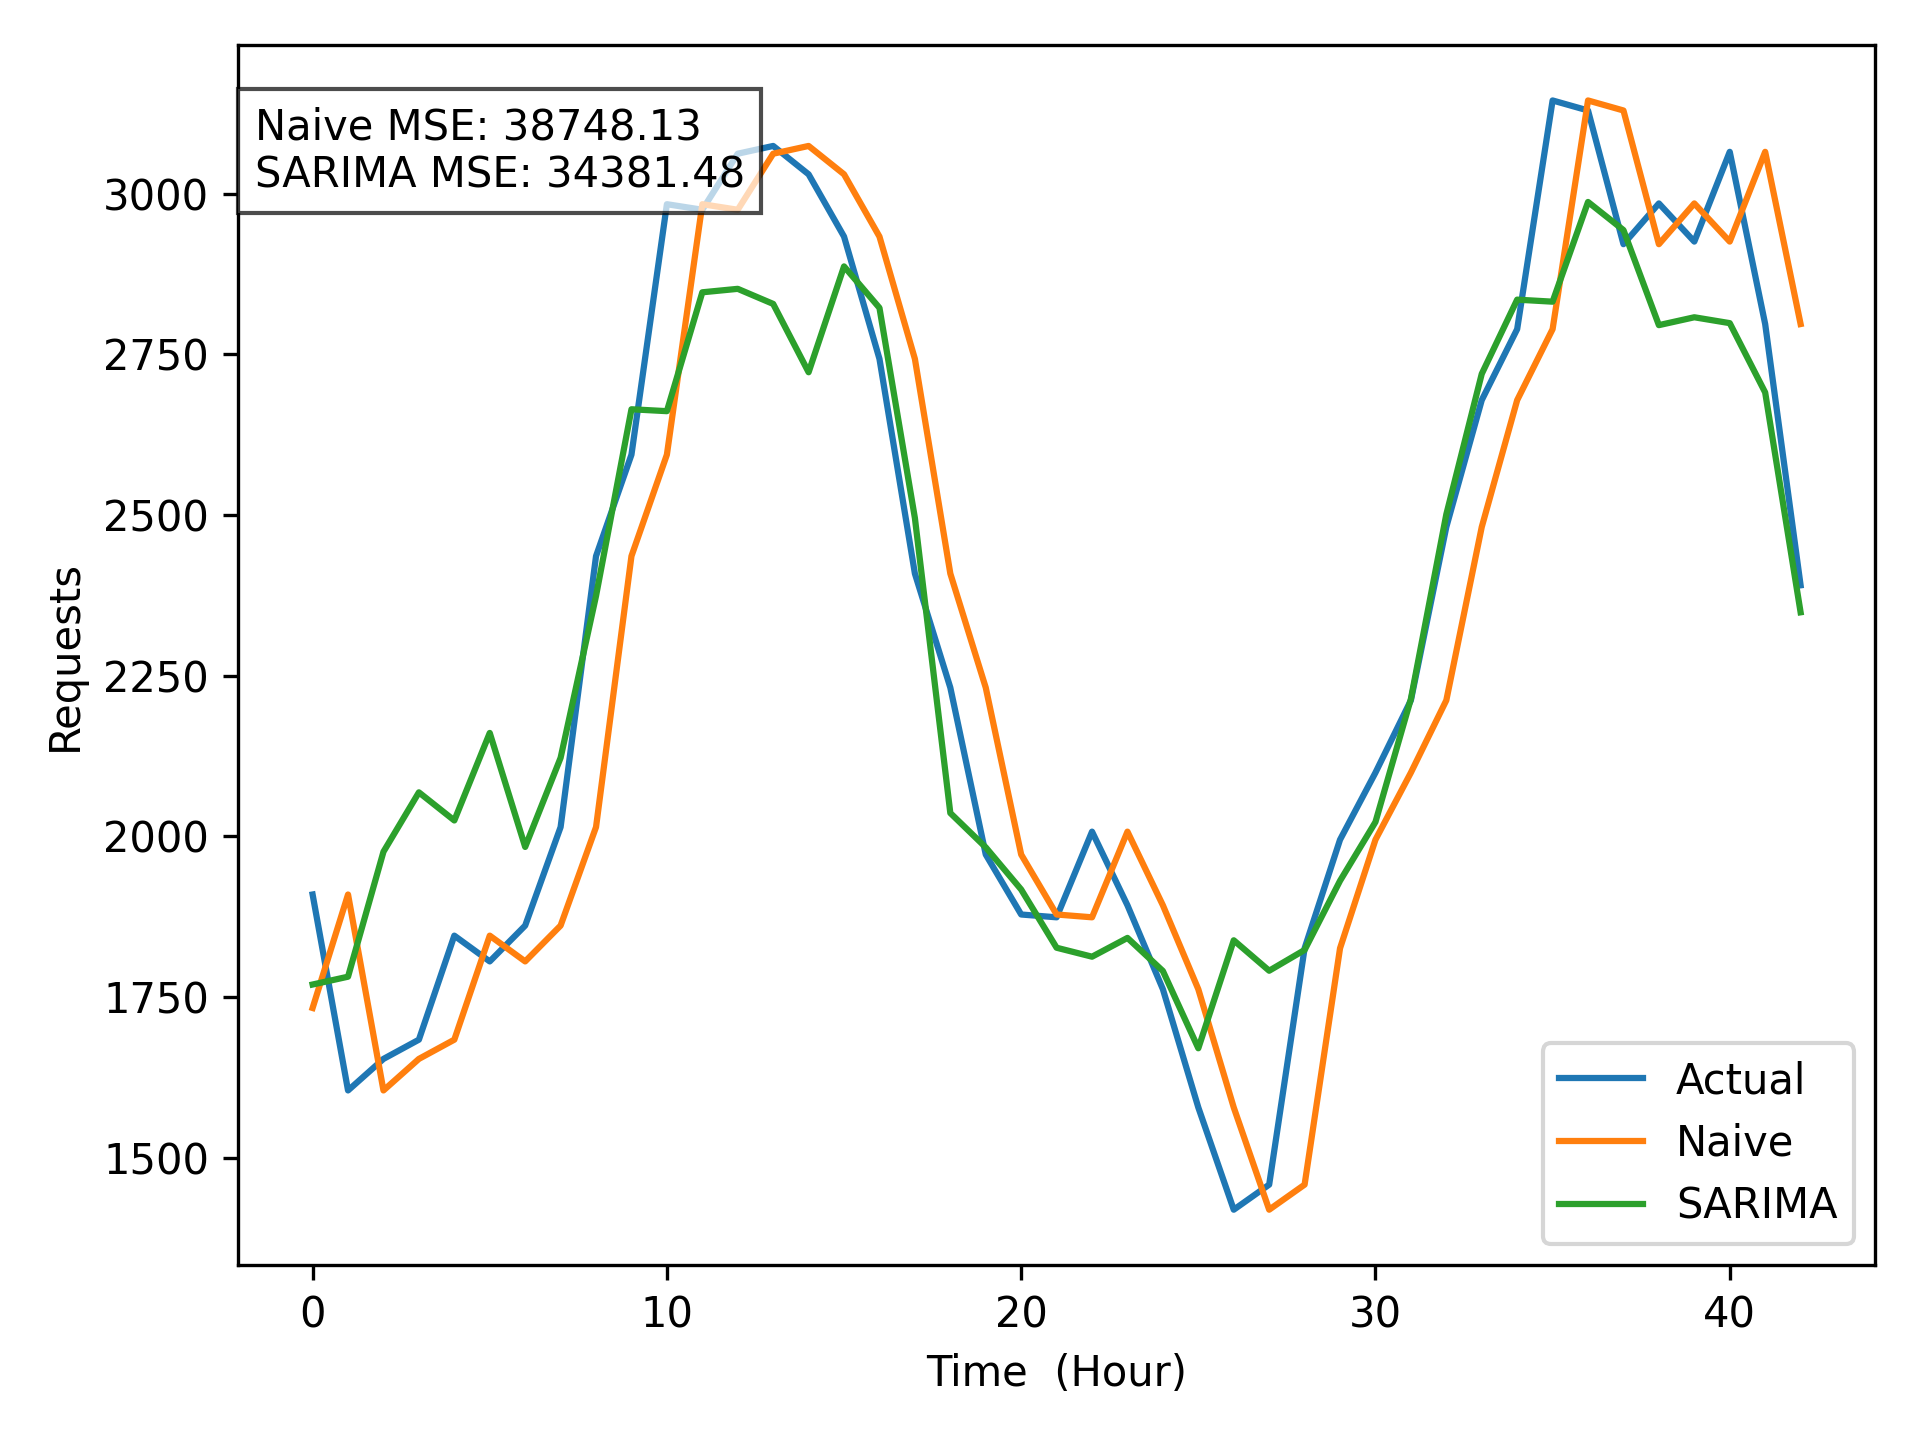 Naive MSE: 38748.13
SARIMA MSE: 34381.48
3000
2750
2500
2250
2000
1750
1500
Requests
0 10 20 30 40
Time (Hour)
Actual
Naive
SARIMA